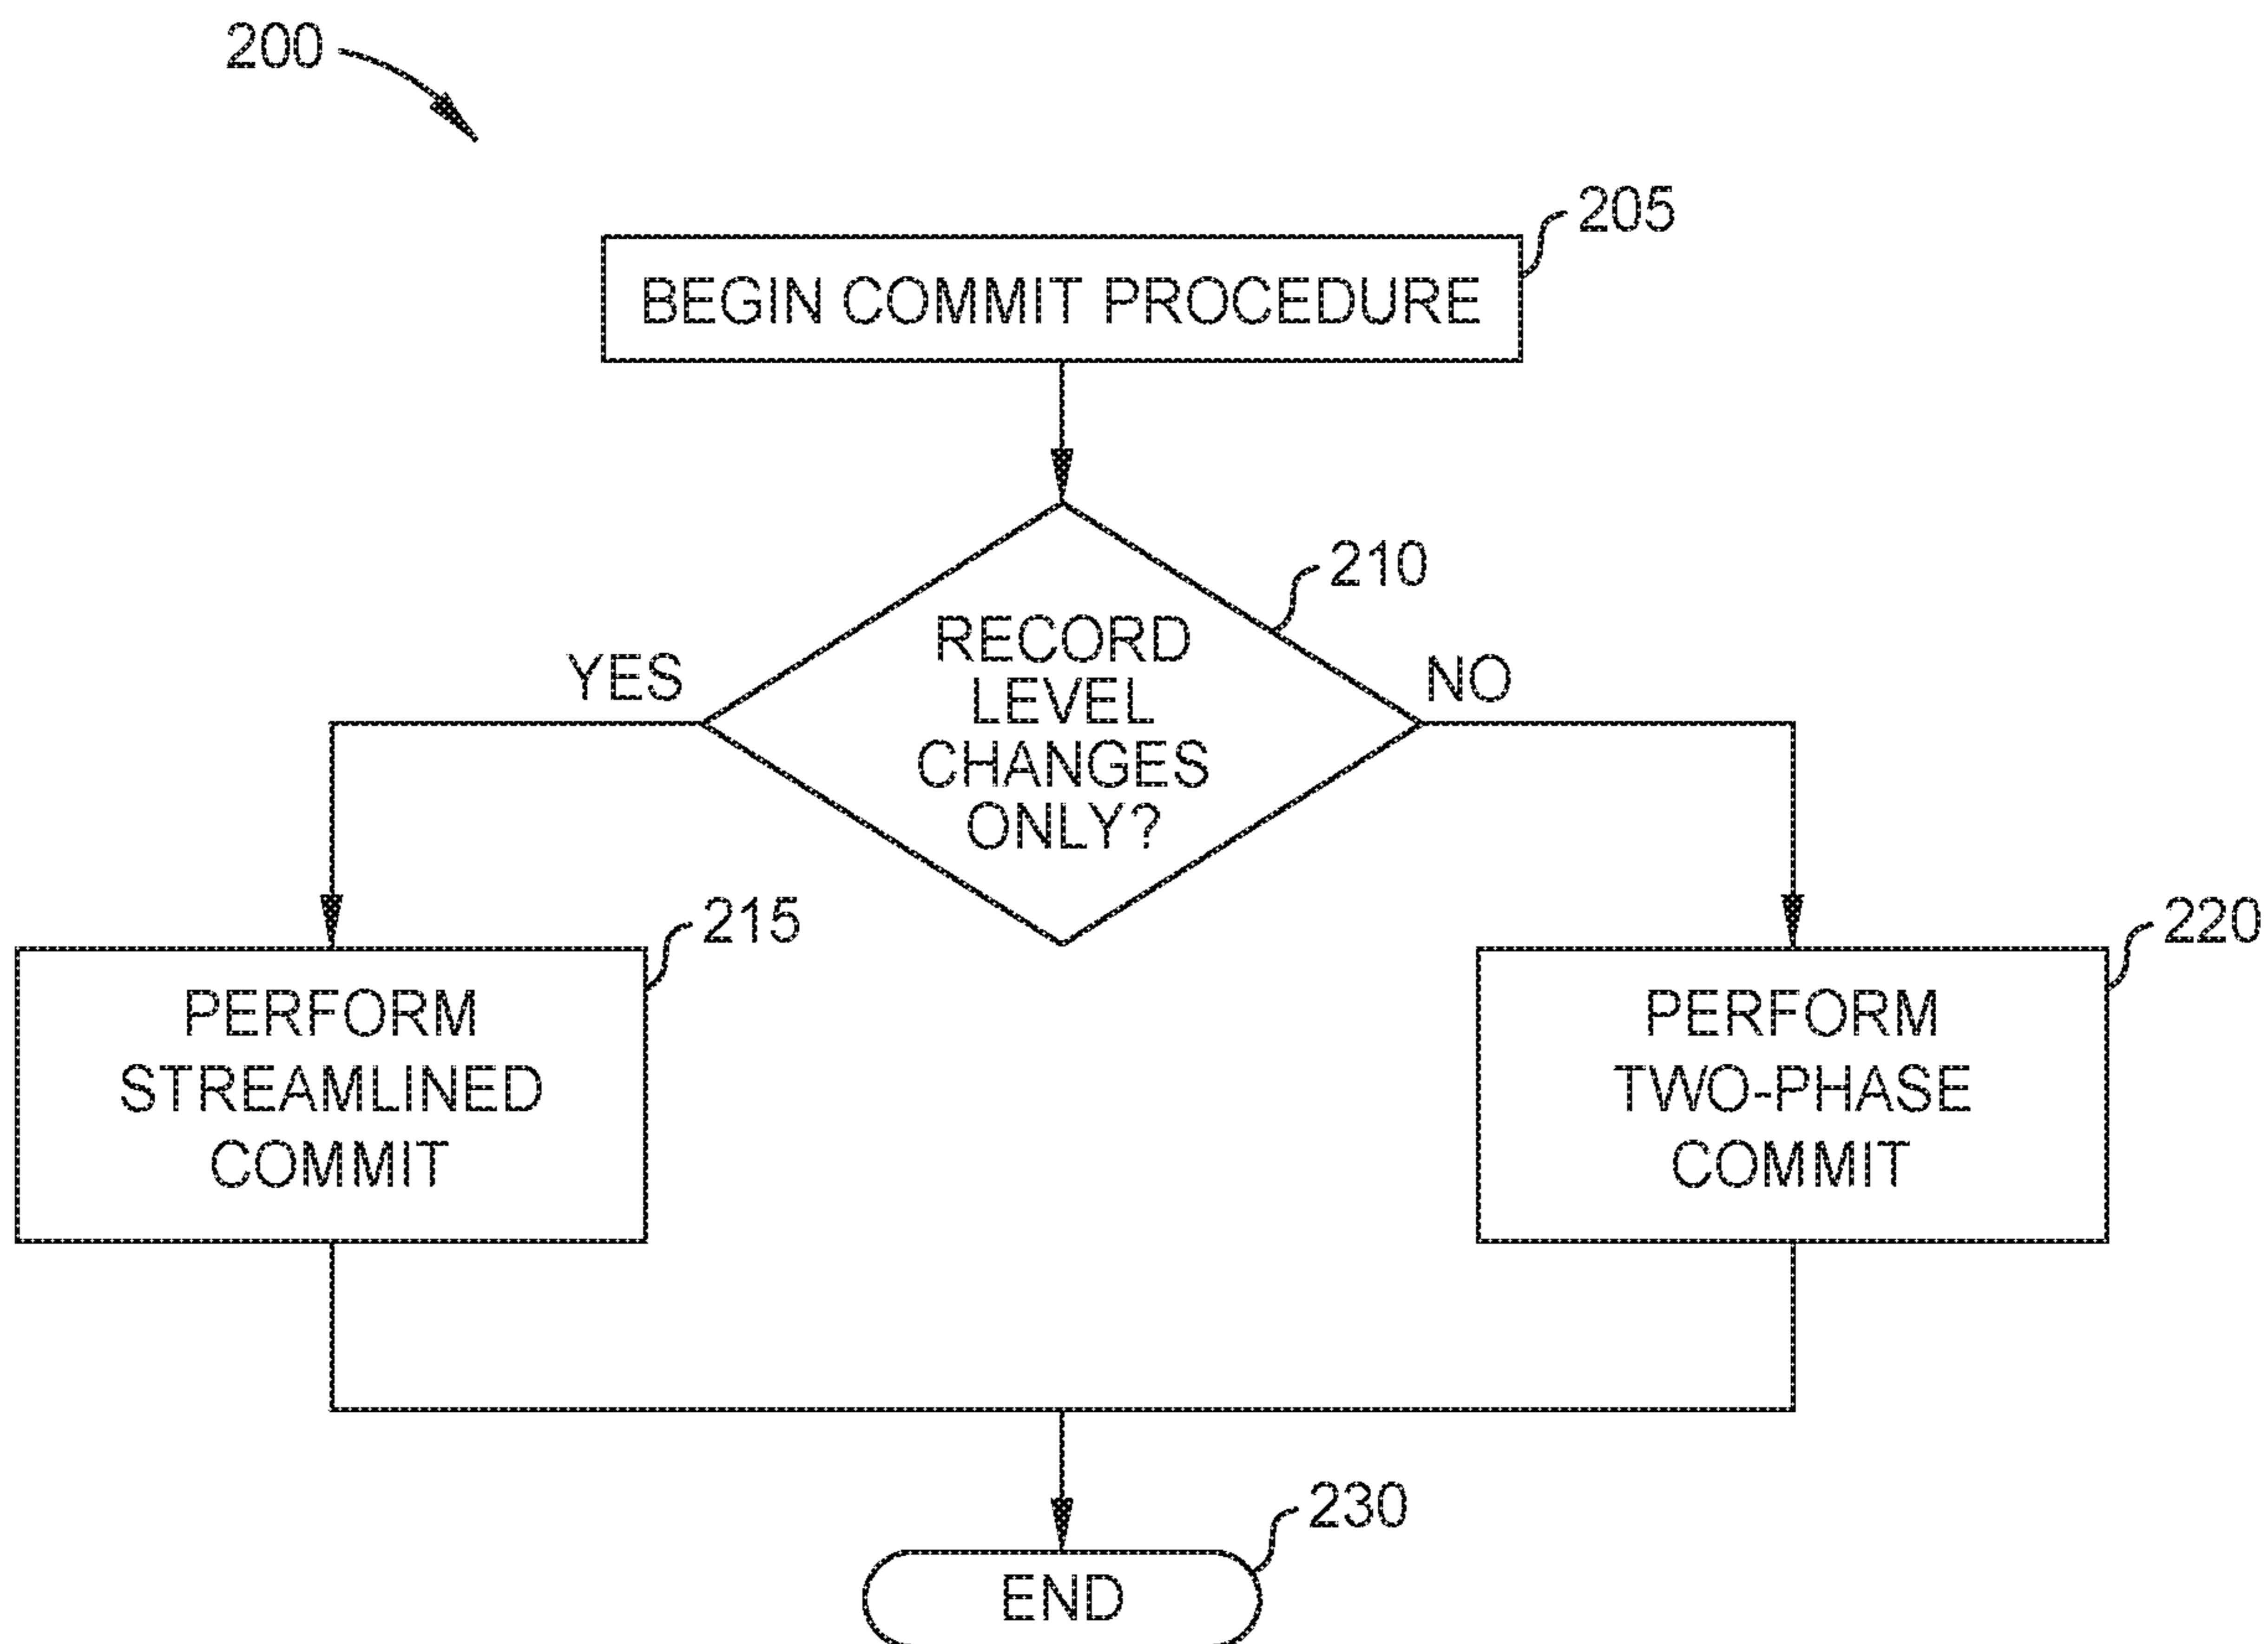 200
205
BEGIN COMMIT PROCEDURE
210
RECORD
LEVEL
CHANGES
ONLY?
YES
NO
215
220
PERFORM
STREAMLINED
COMMIT
PERFORM
TWO-PHASE
COMMIT
230
END